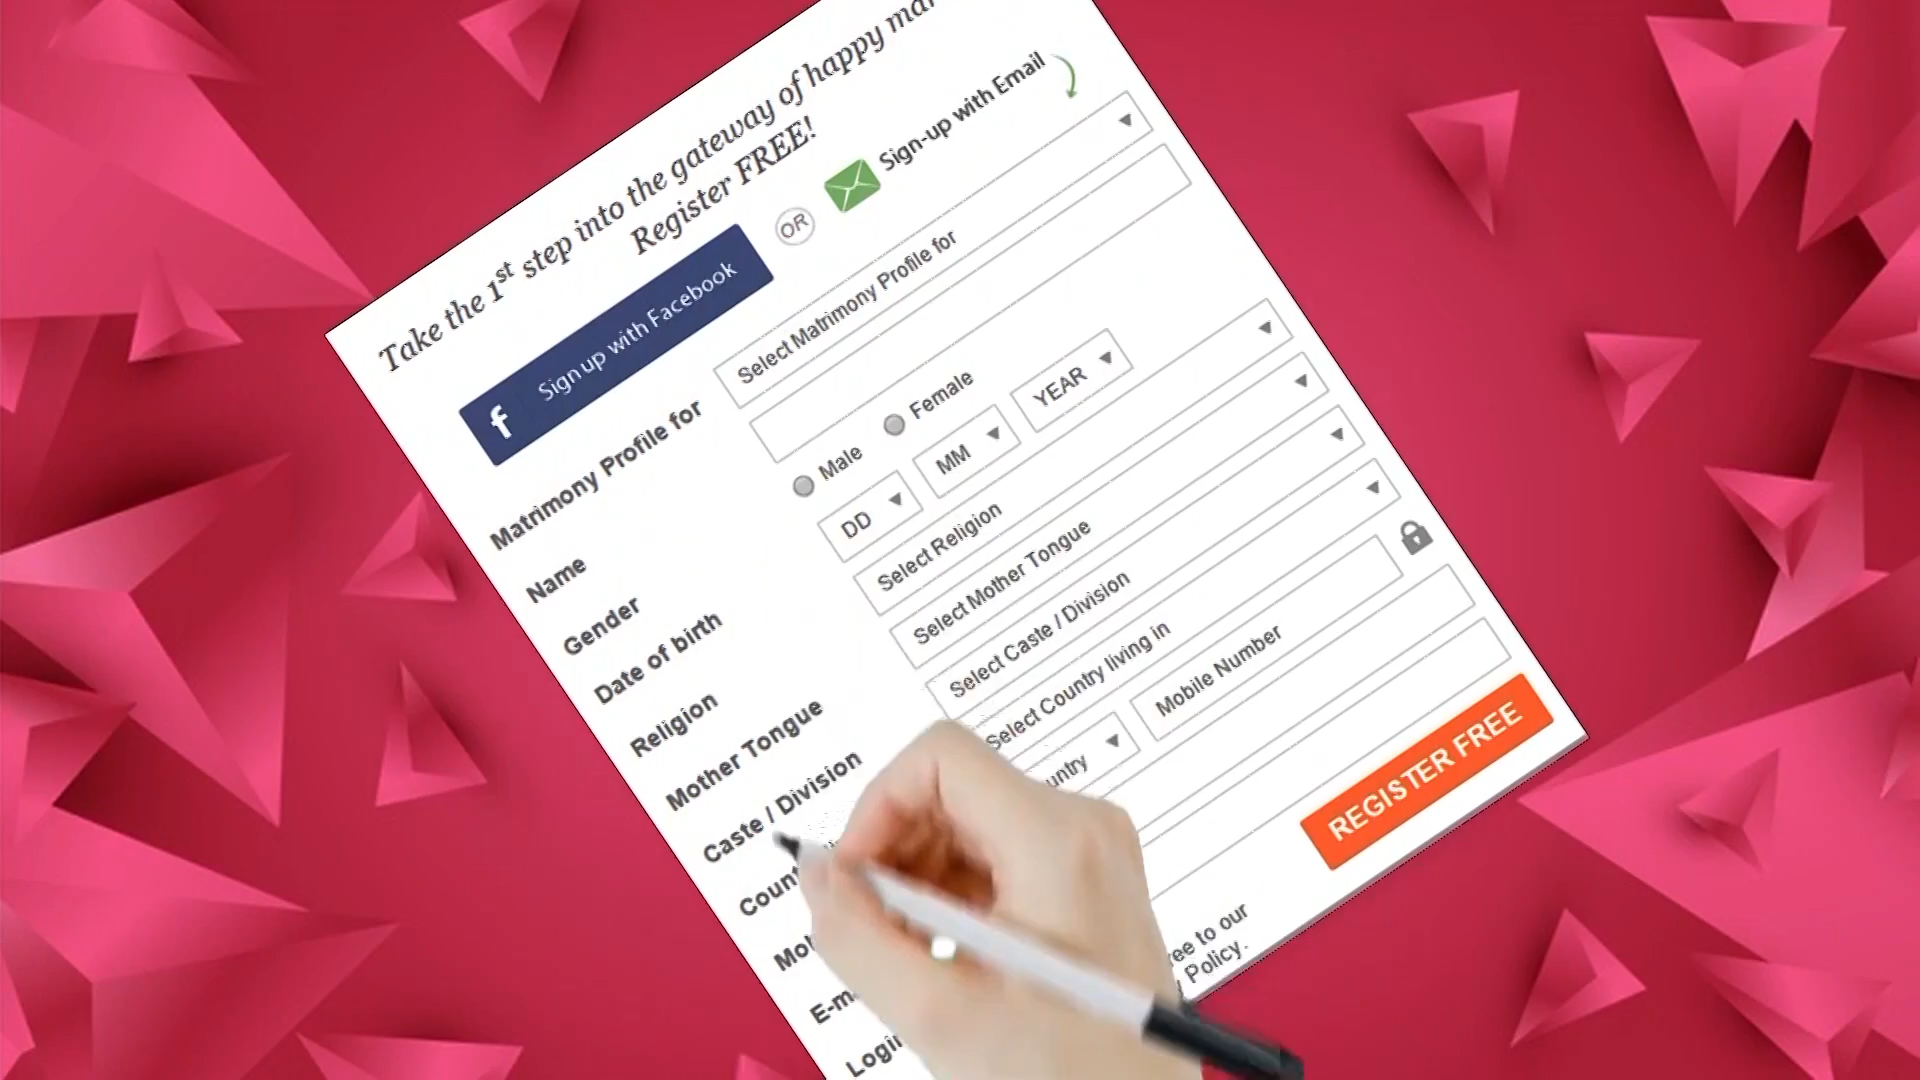 Take the 1st step into the gateway of happy
Register FREE!
Sign up with Facebook
OR
Sign-up with Email
Matrimony Profile for
Select Matrimony Profile for
Name
Gender
Male
Female
Date of birth
DD
MM
YEAR
Religion
Select Religion
Mother Tongue
Select Mother Tongue
Caste / Division
Select Caste / Division
Select Country living in
Mobile Number
REGISTER FREE
to our
Policy.